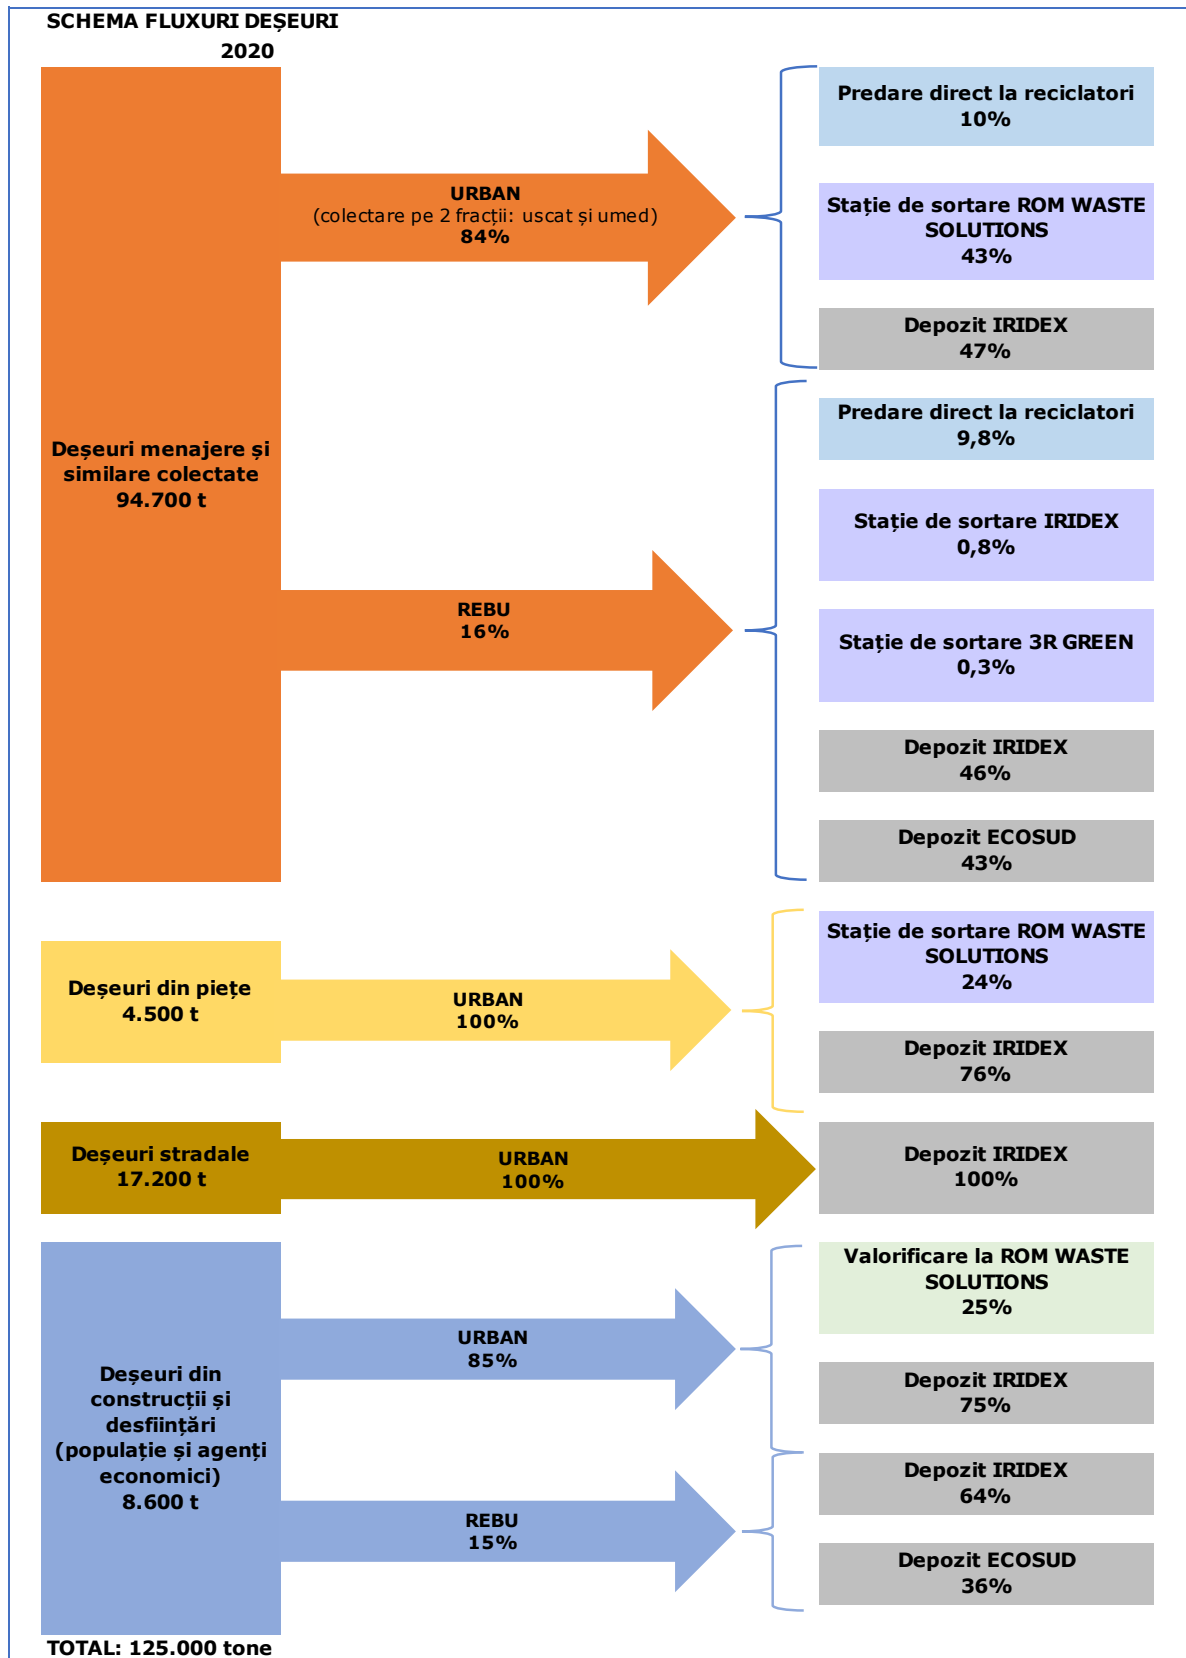 SCHEMA FLUXURI DEȘEURI
2020
Deșeuri menajere și
similare colectate
94.700 t
URBAN
(colectare pe 2 fracții: uscat și umed)
84%
Predare direct la reciclatori
10%
Stație de sortare ROM WASTE
SOLUTIONS
43%
Depozit IRIDEX
47%
REBU
16%
Predare direct la reciclatori
9,8%
Stație de sortare IRIDEX
0,8%
Stație de sortare 3R GREEN
0,3%
Depozit IRIDEX
46%
Depozit ECOSUD
43%
Deșeuri din piețe
4.500 t
URBAN
100%
Stație de sortare ROM WASTE
SOLUTIONS
24%
Depozit IRIDEX
76%
Deșeuri stradale
17.200 t
URBAN
100%
Depozit IRIDEX
100%
Deșeuri din
construcții și
desființări
(populație și agenți
economici)
8.600 t
URBAN
85%
Valorificare la ROM WASTE
SOLUTIONS
25%
Depozit IRIDEX
75%
REBU
15%
Depozit IRIDEX
64%
Depozit ECOSUD
36%
TOTAL: 125.000 tone